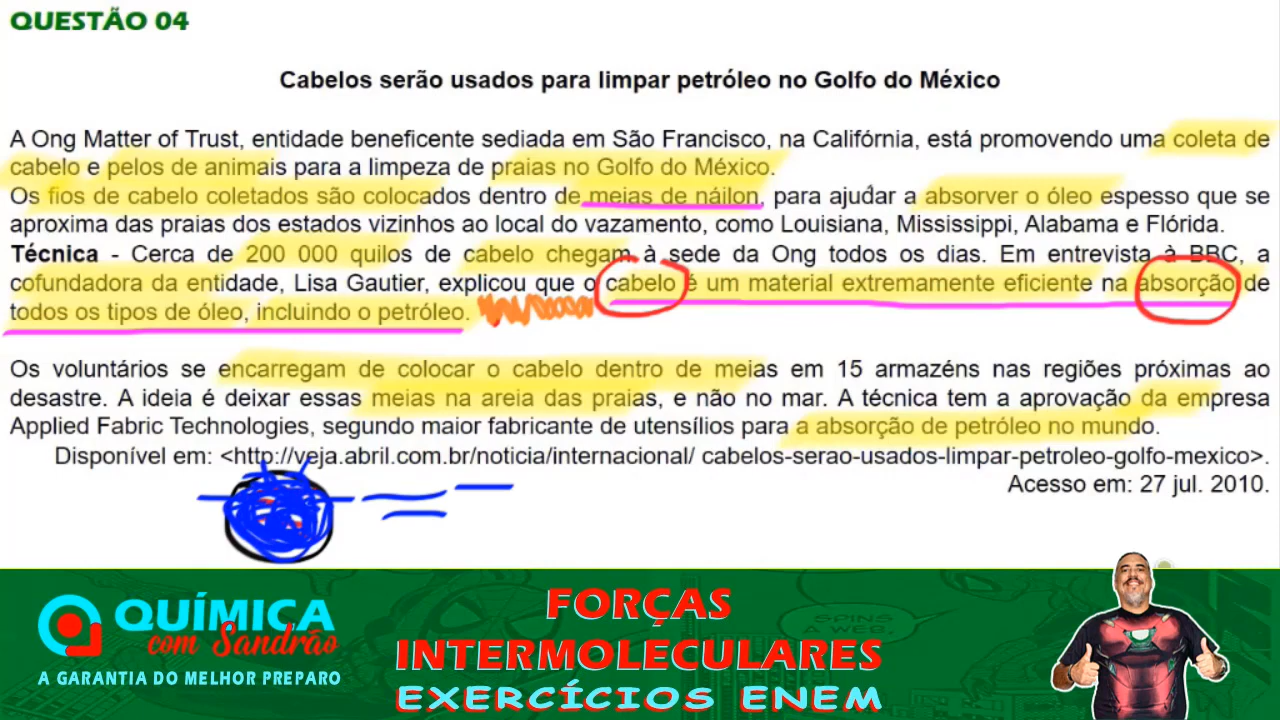 QUESTÃO 04
Cabelos serão usados para limpar petróleo no Golfo do México
A Ong Matter of Trust, entidade beneficente sediada em São Francisco, na Califórnia, está promovendo uma coleta de
cabelo e pelos de animais para a limpeza de praias no Golfo do México.
Os fios de cabelo coletados são colocados dentro de meias de náilon, para ajudar a absorver o óleo espesso que se
aproxima das praias dos estados vizinhos ao local do vazamento, como Louisiana, Mississippi, Alabama e Flórida.
Técnica - Cerca de 200 000 quilos de cabelo chegam à sede da Ong todos os dias. Em entrevista à BBC, a
cofundadora da entidade, Lisa Gautier, explicou que o cabelo é um material extremamente eficiente na absorção de
todos os tipos de óleo, incluindo o petróleo.
Os voluntários se encarregam de colocar o cabelo dentro de meias em 15 armazéns nas regiões próximas ao
desastre. A ideia é deixar essas meias na areia das praias, e não no mar. A técnica tem a aprovação da empresa
Applied Fabric Technologies, segundo maior fabricante de utensílios para a absorção de petróleo no mundo.
Disponível em: <http://veja.abril.com.br/noticia/internacional/ cabelos-serao-usados-limpar-petroleo-golfo-mexico>.
Acesso em: 27 jul. 2010.
QUÍMICA
com Sandrão
A GARANTIA DO MELHOR PREPARO
FORÇAS
INTERMOLECULARES
EXERCÍCIOS ENEM
SPINS
A WEB,